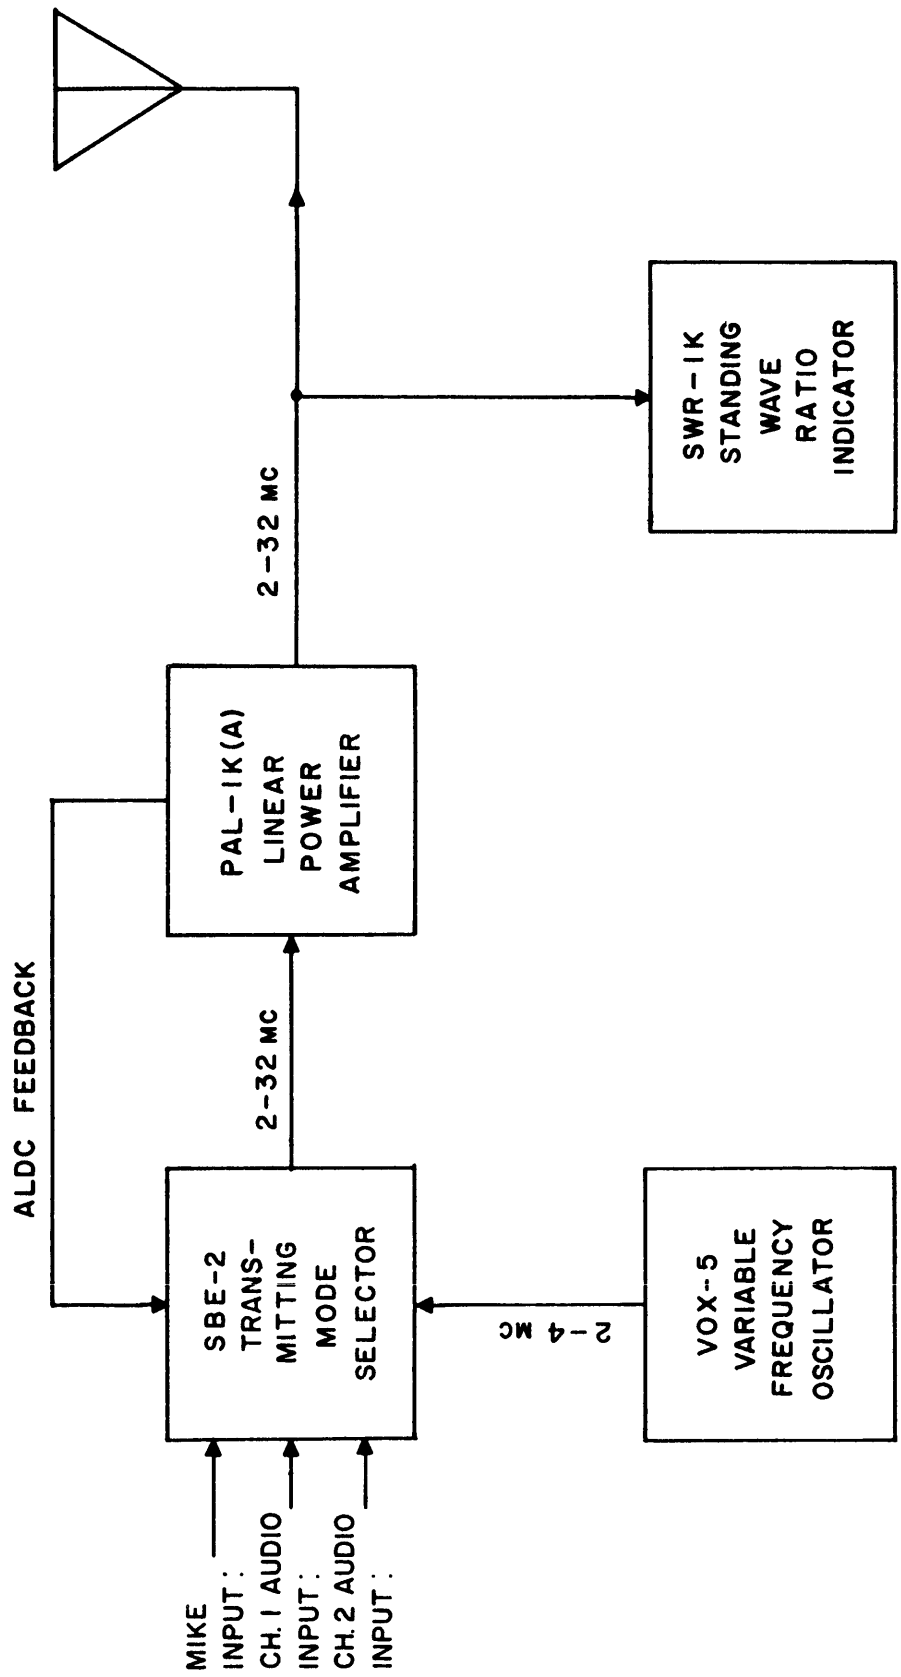 ALDC FEEDBACK
MIKE
INPUT:
CH. 1 AUDIO
INPUT:
CH. 2 AUDIO
INPUT:
SBE-2
TRANS-
MITTING
MODE
SELECTOR
2-32 MC
PAL-1K(A)
LINEAR
POWER
AMPLIFIER
2-32 MC
2-4 MC
VOX-5
VARIABLE
FREQUENCY
OSCILLATOR
SWR-1K
STANDING
WAVE
RATIO
INDICATOR